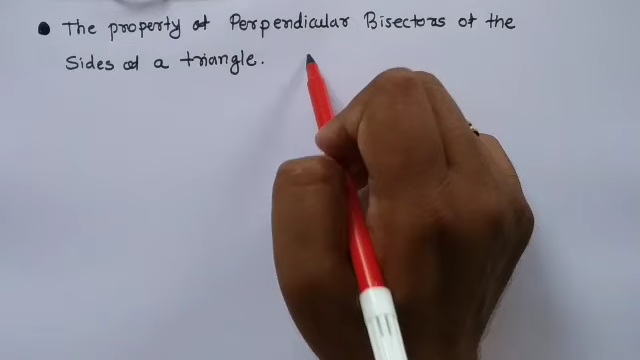 The property of Perpendicular Bisectors of the
Sides of a triangle.